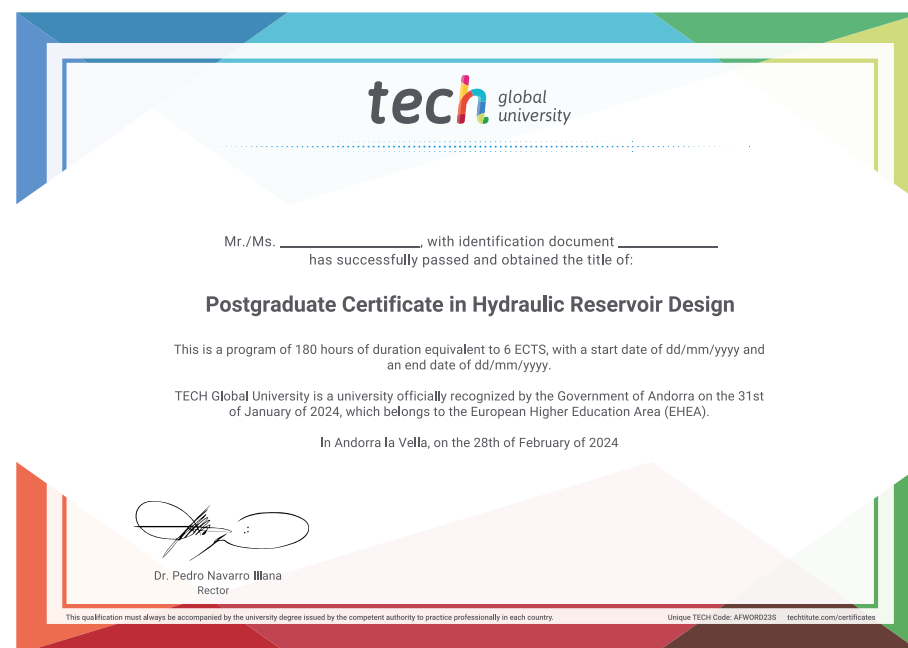 tech global
university
Mr./Ms. ____________________, with identification document ______________
has successfully passed and obtained the title of:
Postgraduate Certificate in Hydraulic Reservoir Design
This is a program of 180 hours of duration equivalent to 6 ECTS, with a start date of dd/mm/yyyy and
an end date of dd/mm/yyyy.
TECH Global University is a university officially recognized by the Government of Andorra on the 31st
of January of 2024, which belongs to the European Higher Education Area (EHEA).
In Andorra la Vella, on the 28th of February of 2024
Dr. Pedro Navarro Illana
Rector
This qualification must always be accompanied by the university degree issued by the competent authority to practice professionally in each country.
Unique TECH Code: AFWORD23S techtitute.com/certificates